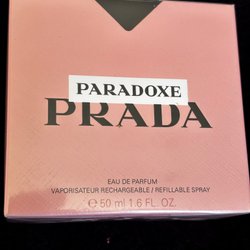 PARADOXE
PRADA
EAU DE PARFUM
VAPORISATEUR RECHARGEABLE / REFILLABLE SPRAY
℮ 50 ml 1.6 FL. OZ.